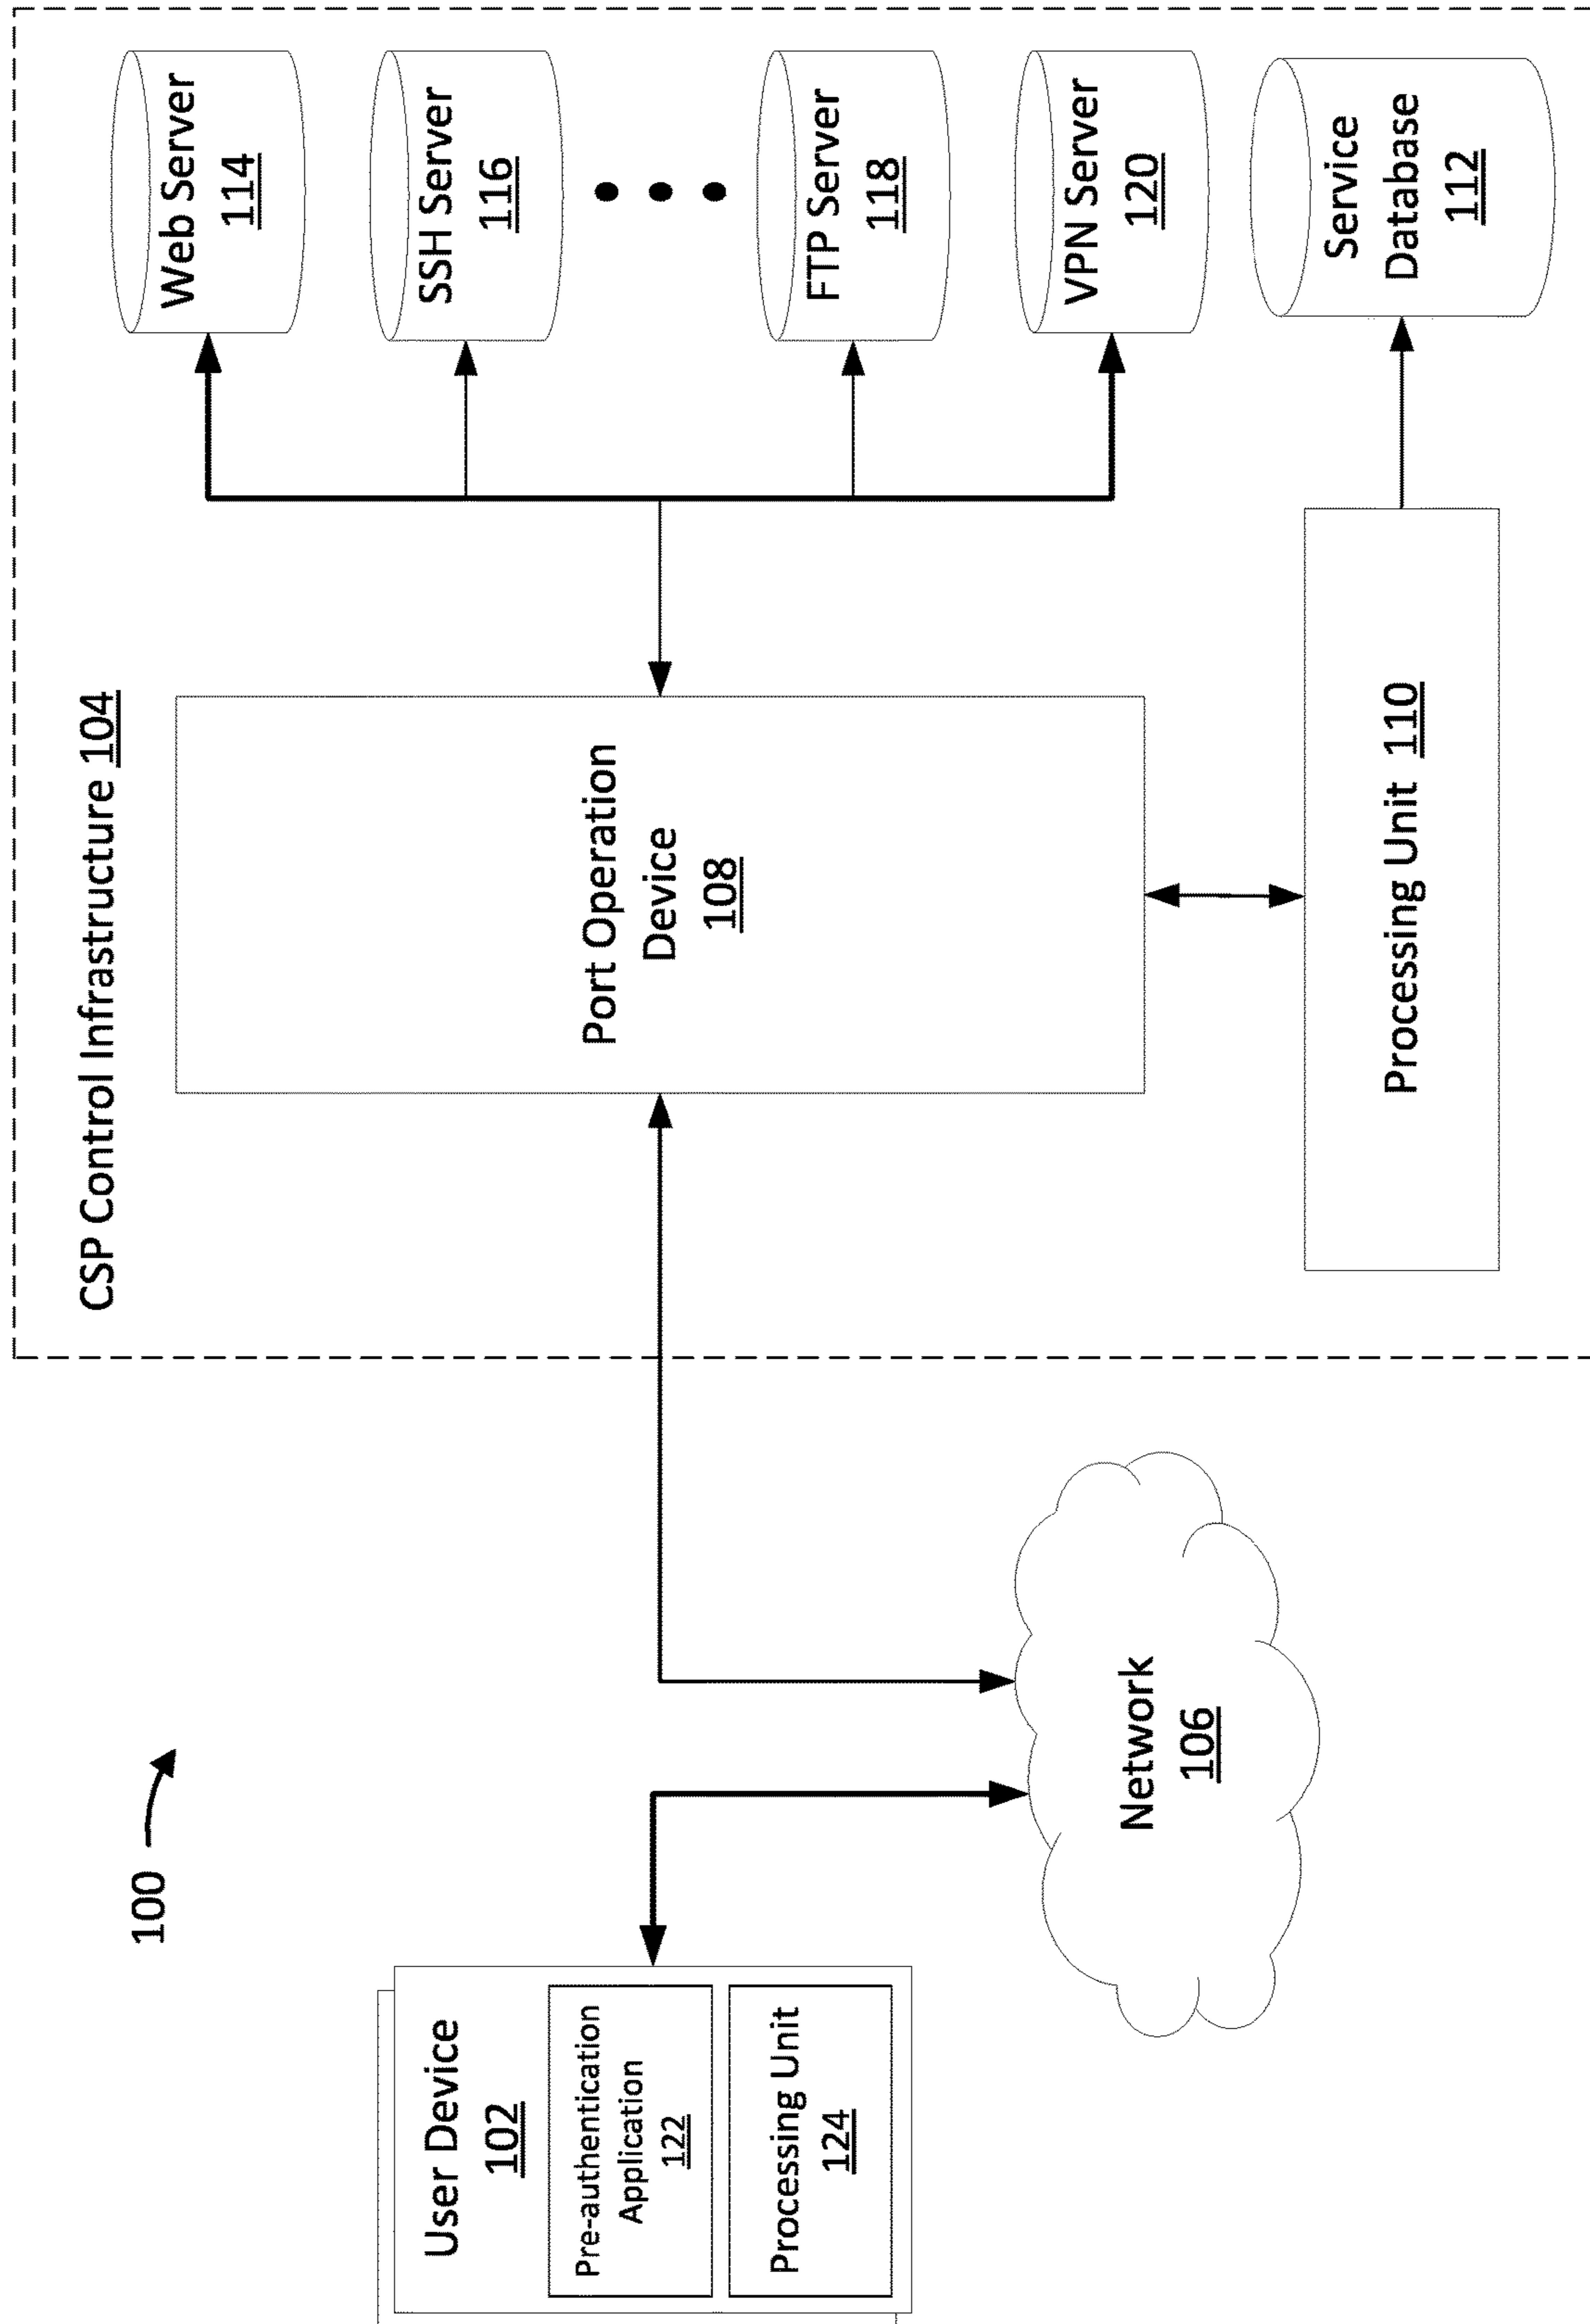 100
User Device
102
Pre-authentication
Application
122
Processing Unit
124
Network
106
CSP Control Infrastructure 104
Port Operation
Device
108
Processing Unit 110
Web Server
114
SSH Server
116
FTP Server
118
VPN Server
120
Service
Database
112